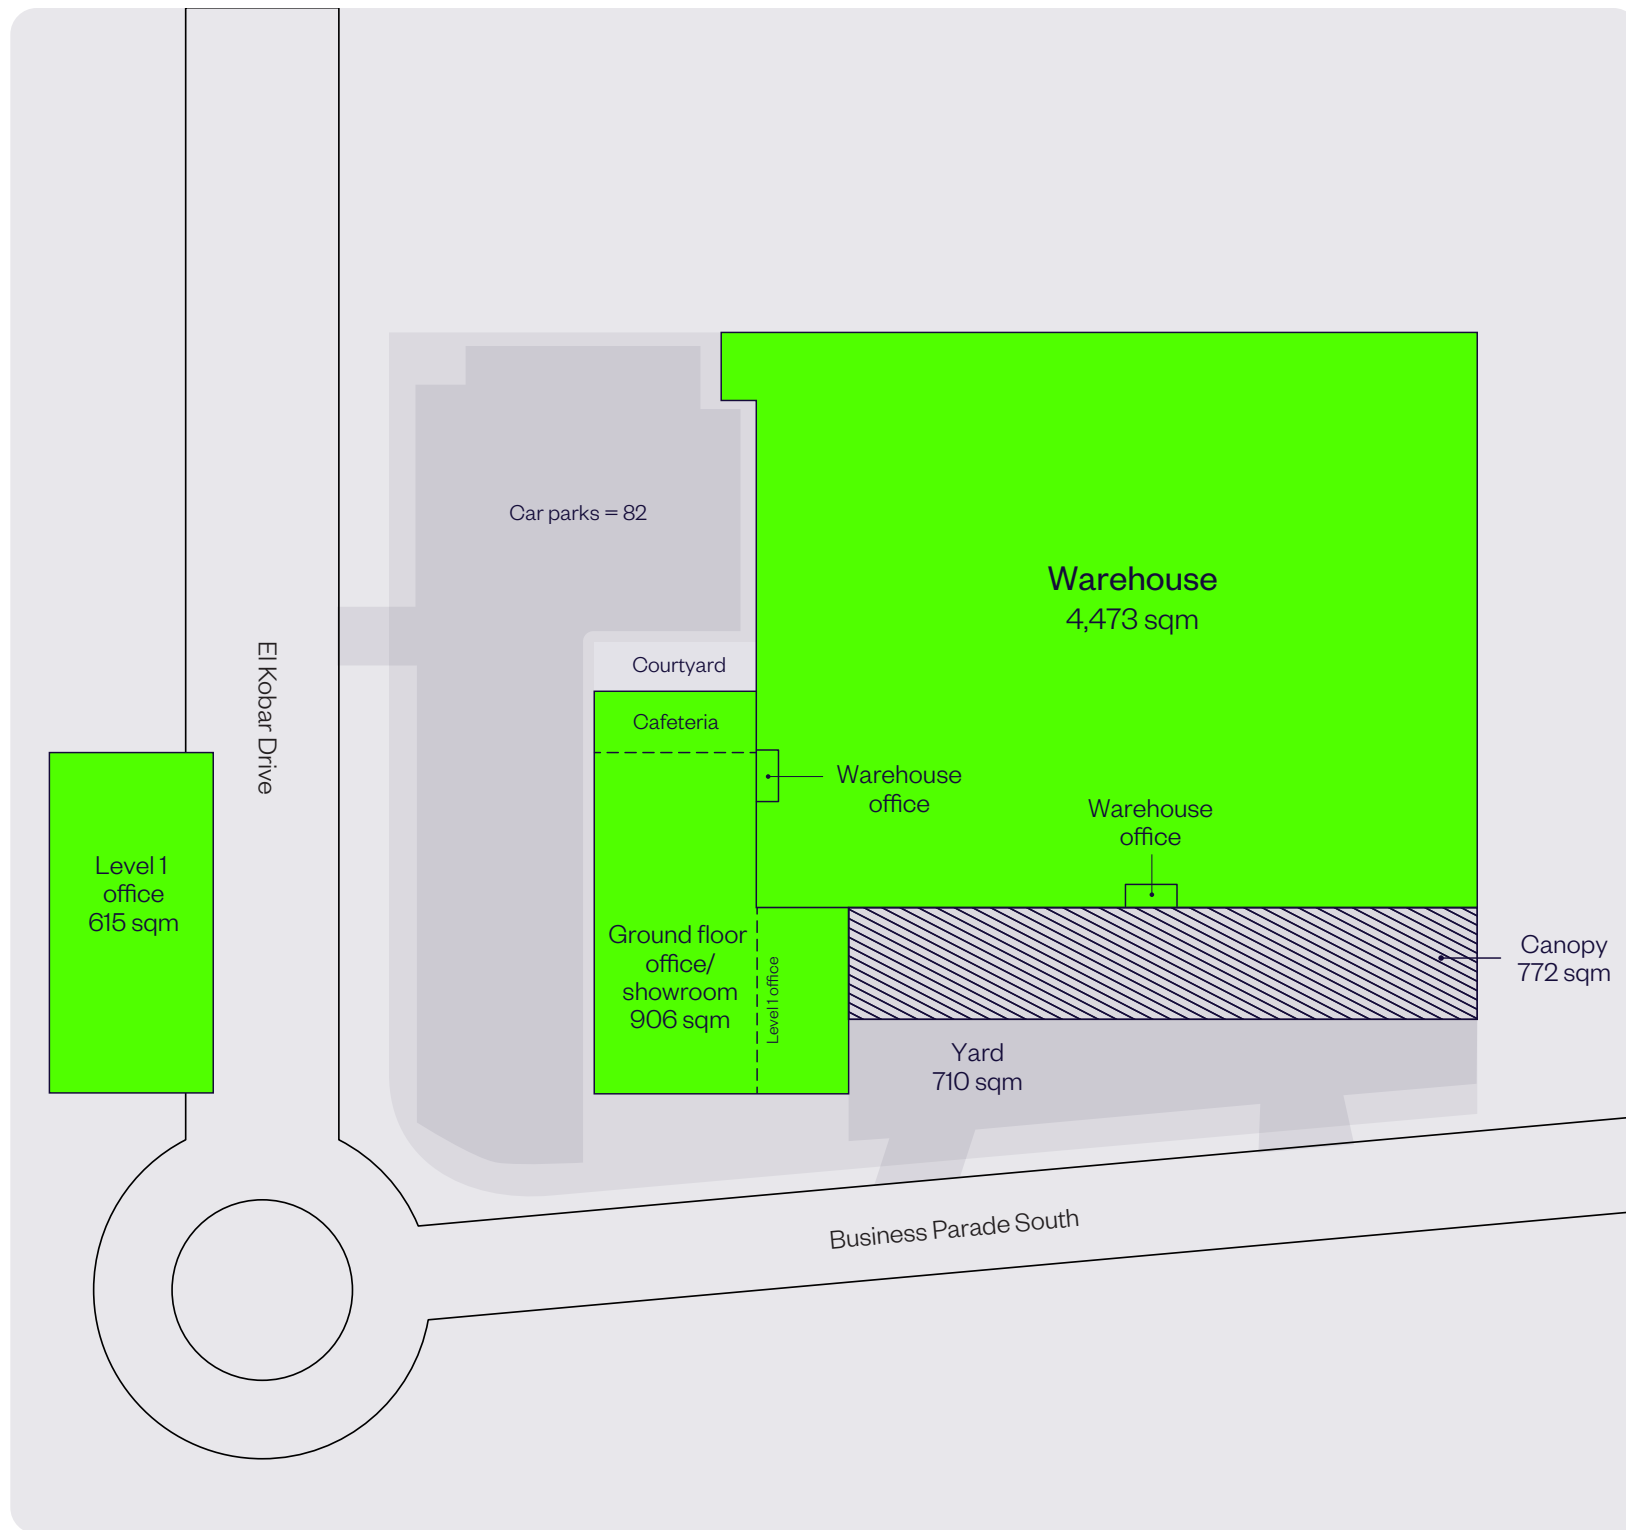 Car parks = 82
Warehouse
4,473 sqm
El Kobar Drive
Courtyard
Cafeteria
Warehouse
office
Warehouse
office
Level 1
office
615 sqm
Ground floor
office/
showroom
906 sqm
Level 1 office
Canopy
772 sqm
Yard
710 sqm
Business Parade South